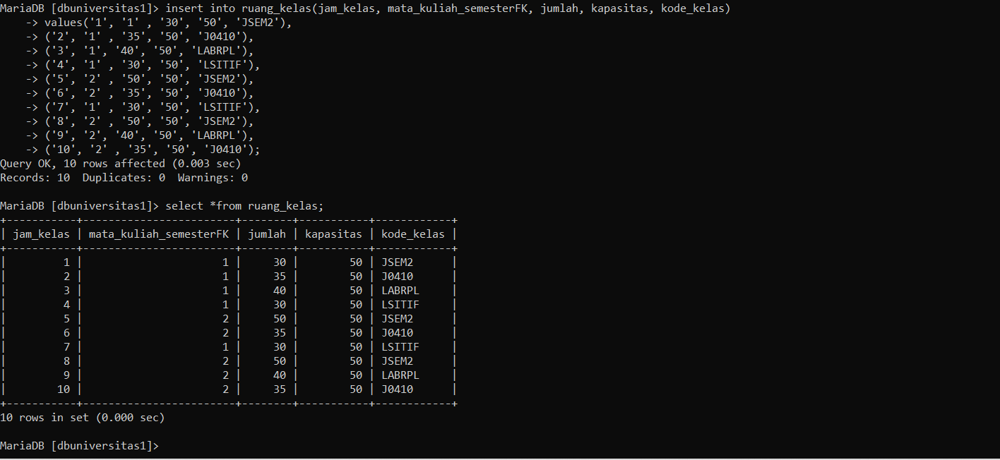 MariaDB [dbuniversitas1]> insert into ruang_kelas(jam_kelas, mata_kuliah_semesterFK, jumlah, kapasitas, kode_kelas)
    -> values('1', '1' , '30', '50', 'JSEM2'),
    -> ('2', '1' , '35', '50', 'J0410'),
    -> ('3', '1', '40', '50', 'LABRPL'),
    -> ('4', '1' , '30', '50', 'LSITIF'),
    -> ('5', '2' , '50', '50', 'JSEM2'),
    -> ('6', '2' , '35', '50', 'J0410'),
    -> ('7', '1' , '30', '50', 'LSITIF'),
    -> ('8', '2' , '50', '50', 'JSEM2'),
    -> ('9', '2', '40', '50', 'LABRPL'),
    -> ('10', '2' , '35', '50', 'J0410');
Query OK, 10 rows affected (0.003 sec)
Records: 10  Duplicates: 0  Warnings: 0

MariaDB [dbuniversitas1]> select *from ruang_kelas;
+-----------+------------------------+--------+-----------+------------+
| jam_kelas | mata_kuliah_semesterFK | jumlah | kapasitas | kode_kelas |
+-----------+------------------------+--------+-----------+------------+
|         1 |                      1 |     30 |        50 | JSEM2      |
|         2 |                      1 |     35 |        50 | J0410      |
|         3 |                      1 |     40 |        50 | LABRPL     |
|         4 |                      1 |     30 |        50 | LSITIF     |
|         5 |                      2 |     50 |        50 | JSEM2      |
|         6 |                      2 |     35 |        50 | J0410      |
|         7 |                      1 |     30 |        50 | LSITIF     |
|         8 |                      2 |     50 |        50 | JSEM2      |
|         9 |                      2 |     40 |        50 | LABRPL     |
|        10 |                      2 |     35 |        50 | J0410      |
+-----------+------------------------+--------+-----------+------------+
10 rows in set (0.000 sec)

MariaDB [dbuniversitas1]>